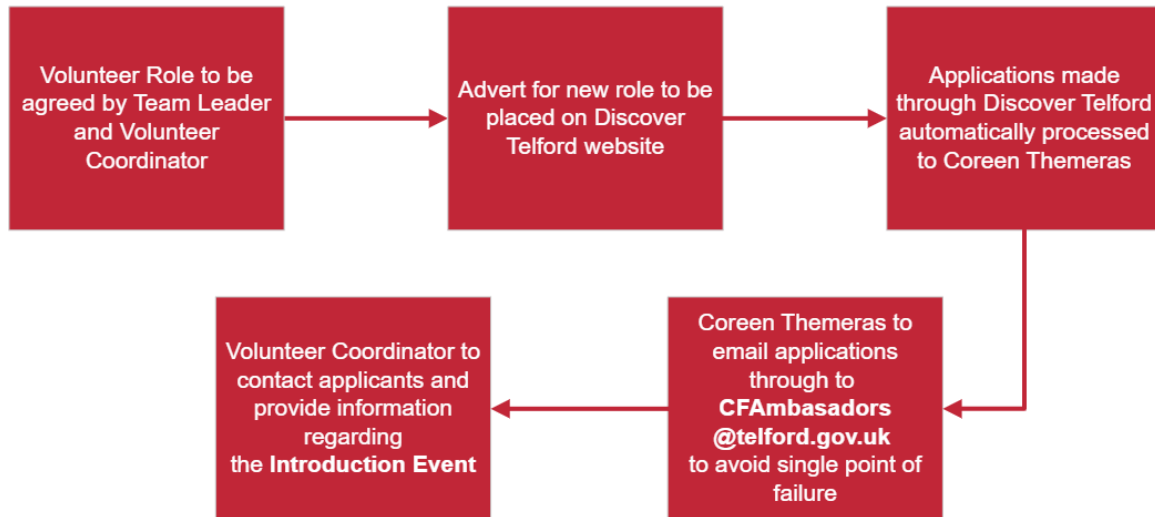 Volunteer Role to be
agreed by Team Leader
and Volunteer
Coordinator
Advert for new role to be
placed on Discover
Telford website
Applications made
through Discover Telford
automatically processed
to Coreen Themeras
Coreen Themeras to
email applications
through to
CFAmbasadors
@telford.gov.uk
to avoid single point of
failure
Volunteer Coordinator to
contact applicants and
provide information
regarding
the Introduction Event